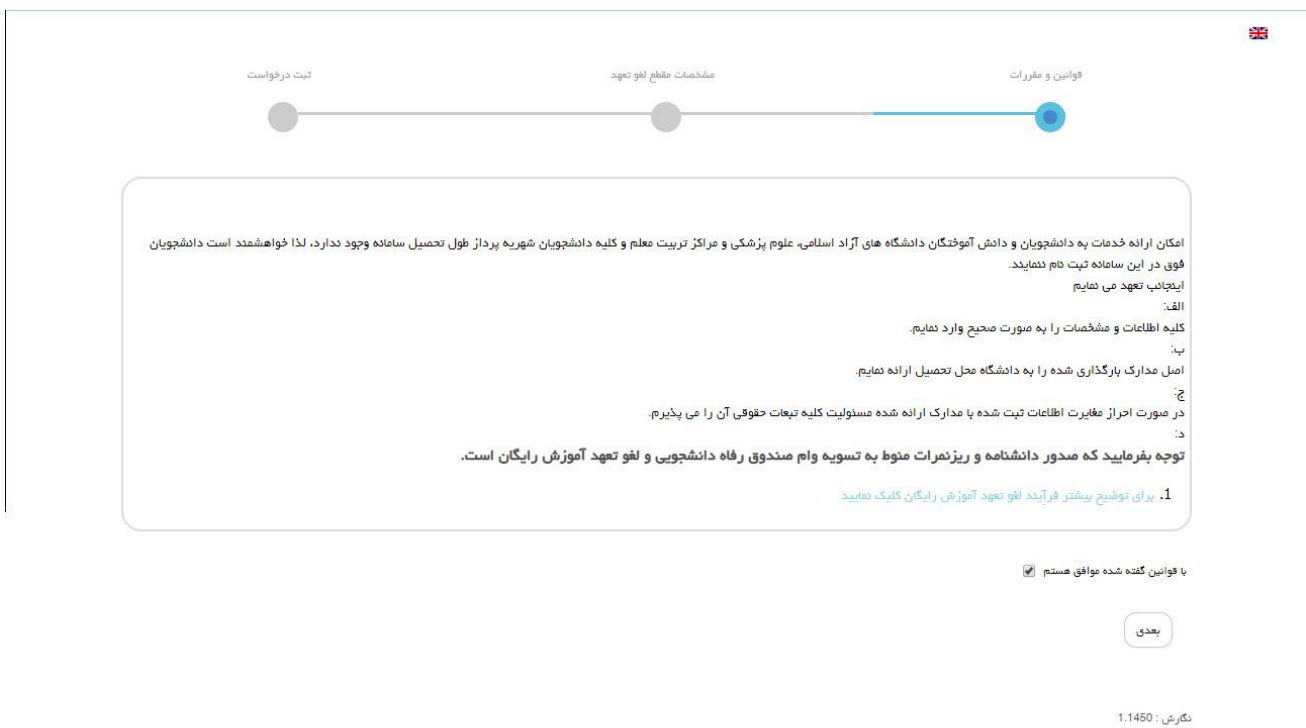 قوانین و مقررات
مشخصات مقطع لغو تعهد
ثبت درخواست
امکان ارائه خدمات به دانشجویان و دانش آموختگان دانشگاه های آزاد اسلامی، علوم پزشکی و مراکز تربیت معلم و کلیه دانشجویان شهریه پرداز طول تحصیل سامانه وجود ندارد، لذا خواهشمند است دانشجویان
فوق در این سامانه ثبت نام ننمایند.
اینجانب تعهد می نمایم
الف:
کلیه اطلاعات و مشخصات را به صورت صحیح وارد نمایم.
ب:
اصل مدارک بارگذاری شده را به دانشگاه محل تحصیل ارائه نمایم.
ج:
در صورت احراز مغایرت اطلاعات ثبت شده با مدارک ارائه شده مسئولیت کلیه تبعات حقوقی آن را می پذیرم.
د:
توجه بفرمایید که صدور دانشنامه و ریزنمرات منوط به تسویه وام صندوق رفاه دانشجویی و لغو تعهد آموزش رایگان است.
1. برای توضیح بیشتر فرآیند لغو تعهد آموزش رایگان کلیک نمایید
با قوانین گفته شده موافق هستم
بعدی
نگارش : 1.1450